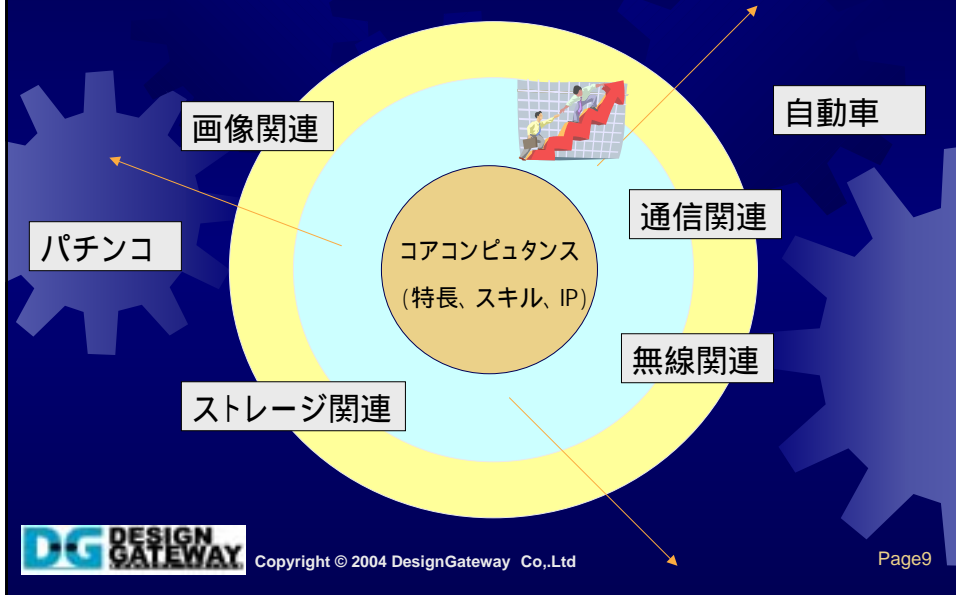 自動車
画像関連
通信関連
パチンコ
コアコンピュタンス
(特長、スキル、IP)
無線関連
ストレージ関連
DG DESIGN GATEWAY
Copyright © 2004 DesignGateway Co,.Ltd
Page9